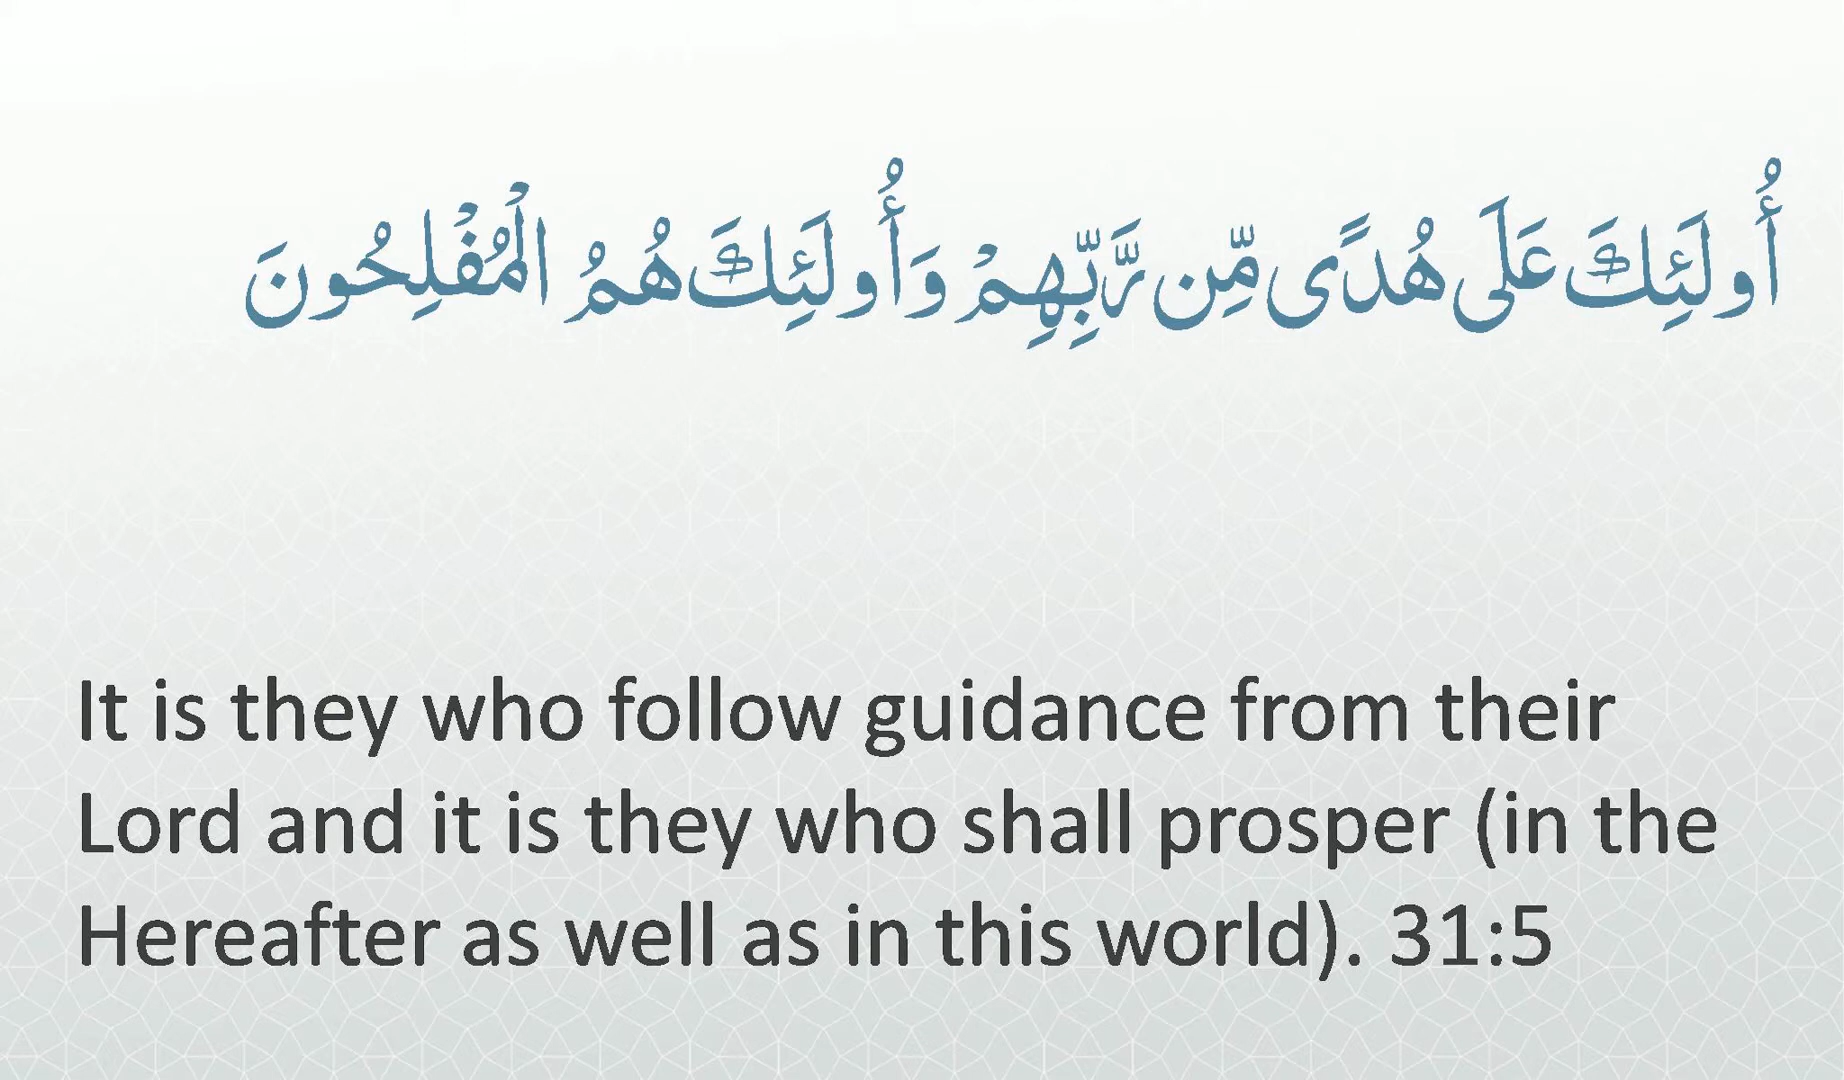 أُولَئِكَ عَلَى هُدًى مِّن رَّبِّهِمْ وَأُولَئِكَ هُمُ الْمُفْلِحُونَ
It is they who follow guidance from their
Lord and it is they who shall prosper (in the
Hereafter as well as in this world). 31:5